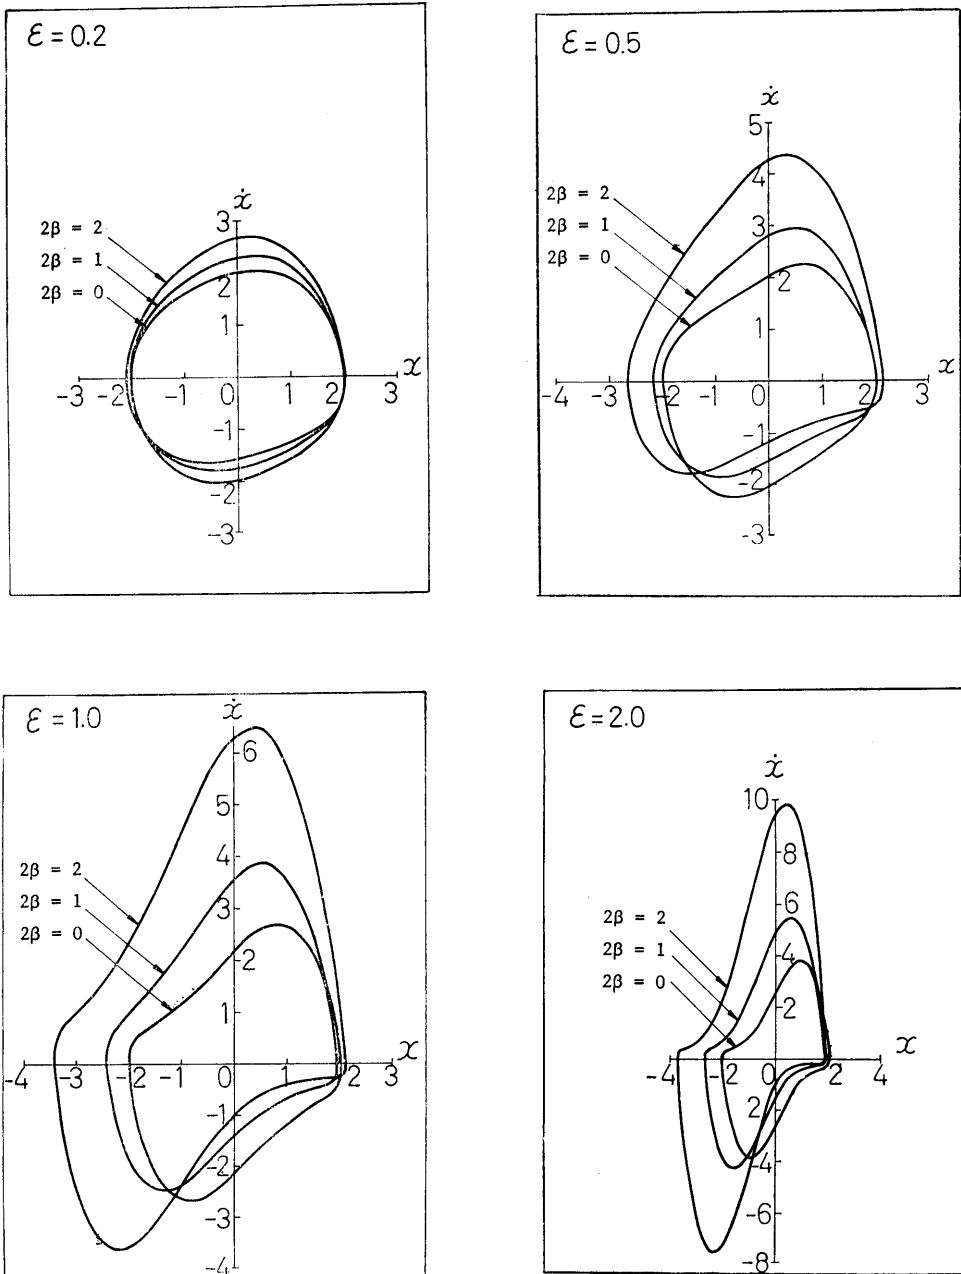 ε = 0.2
ẋ
3
2β = 2
2β = 1
2β = 0
2
1
x
-3 -2 -1 0 1 2 3
-1
-2
-3
ε = 0.5
ẋ
5
4
2β = 2
2β = 1
2β = 0
3
2
1
x
-4 -2 -1 0 1 2 3
-1
-2
-3
ε = 1.0
ẋ
6
5
4
2β = 2
2β = 1
2β = 0
3
2
1
x
-4 -3 -2 -1 0 1 2 3
-1
-2
-3
-4
ε = 2.0
ẋ
10
8
6
2β = 2
2β = 1
2β = 0
4
2
x
-4 -2 0 2 4
2
-4
-6
-8